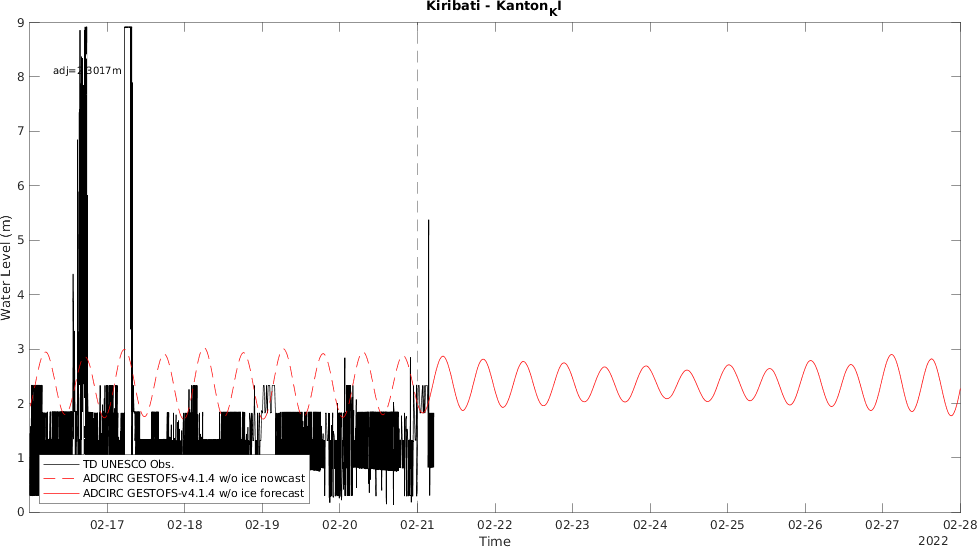 Kiribati - KantonKI
9
8
7
6
5
4
3
2
1
0
Water Level (m)
adj=2.3017m
TD UNESCO Obs.
ADCIRC GESTOFS-v4.1.4 w/o ice nowcast
ADCIRC GESTOFS-v4.1.4 w/o ice forecast
02-17 02-18 02-19 02-20 02-21 02-22 02-23 02-24 02-25 02-26 02-27 02-28
Time
2022